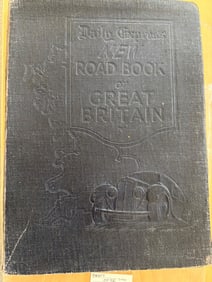 Daily Express
NEW
ROAD BOOK
OF
GREAT
BRITAIN